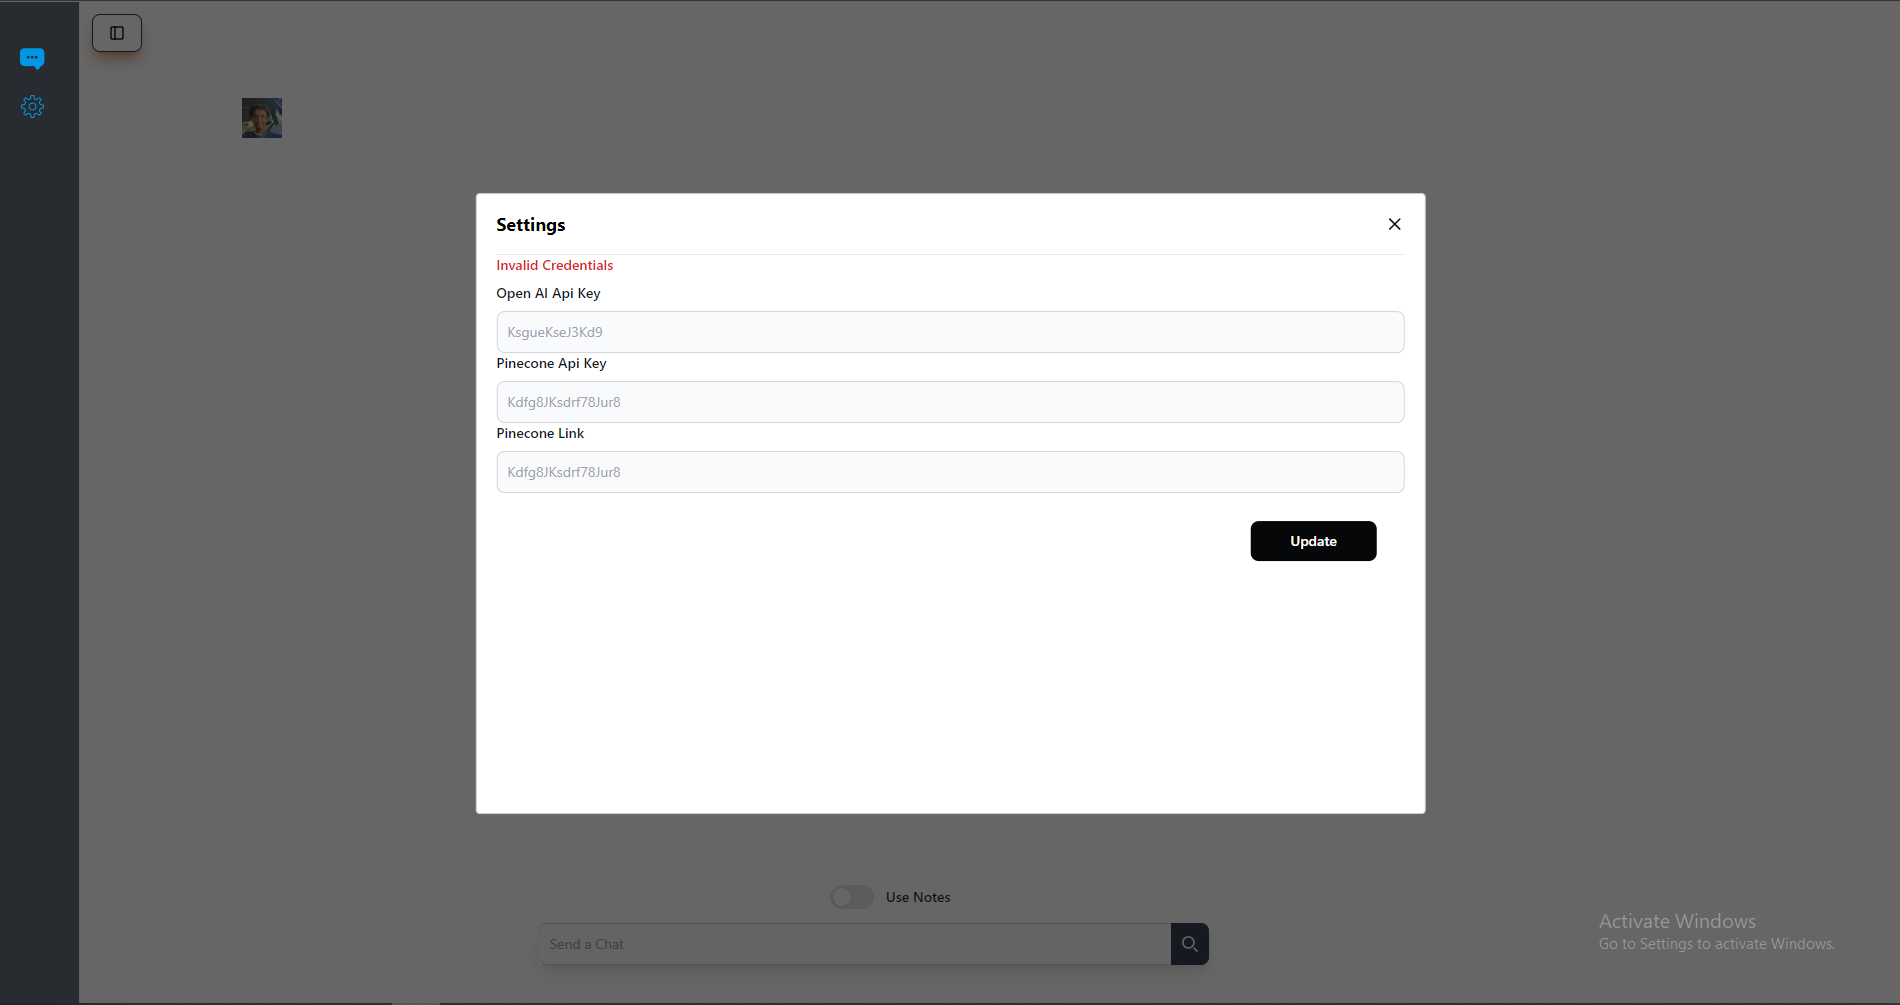 Settings
Invalid Credentials
Open AI Api Key
KsgueKseJ3Kd9
Pinecone Api Key
Kdfg8JKsdrf78Jur8
Pinecone Link
Kdfg8JKsdrf78Jur8
Update
Use Notes
Send a Chat
Activate Windows
Go to Settings to activate Windows.